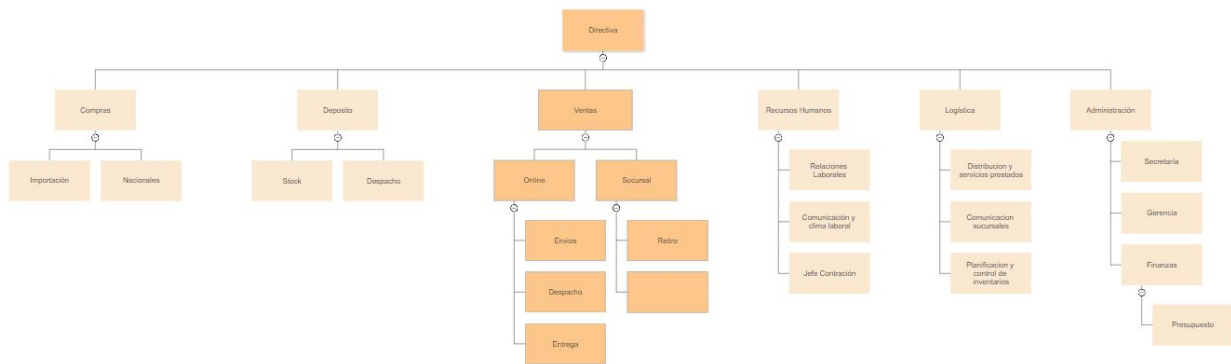 Directiva
Compras
Deposito
Ventas
Recursos Humanos
Logística
Administración
Importación
Nacionales
Stock
Despacho
Online
Sucursal
Relaciones
Laborales
Distribucion y
servicios prestados
Secretaría
Envios
Retiro
Comunicación y
clima laboral
Comunicacion
sucursales
Gerencia
Despacho
Jefe Contración
Planificacion y
control de
inventarios
Finanzas
Entrega
Presupuesto